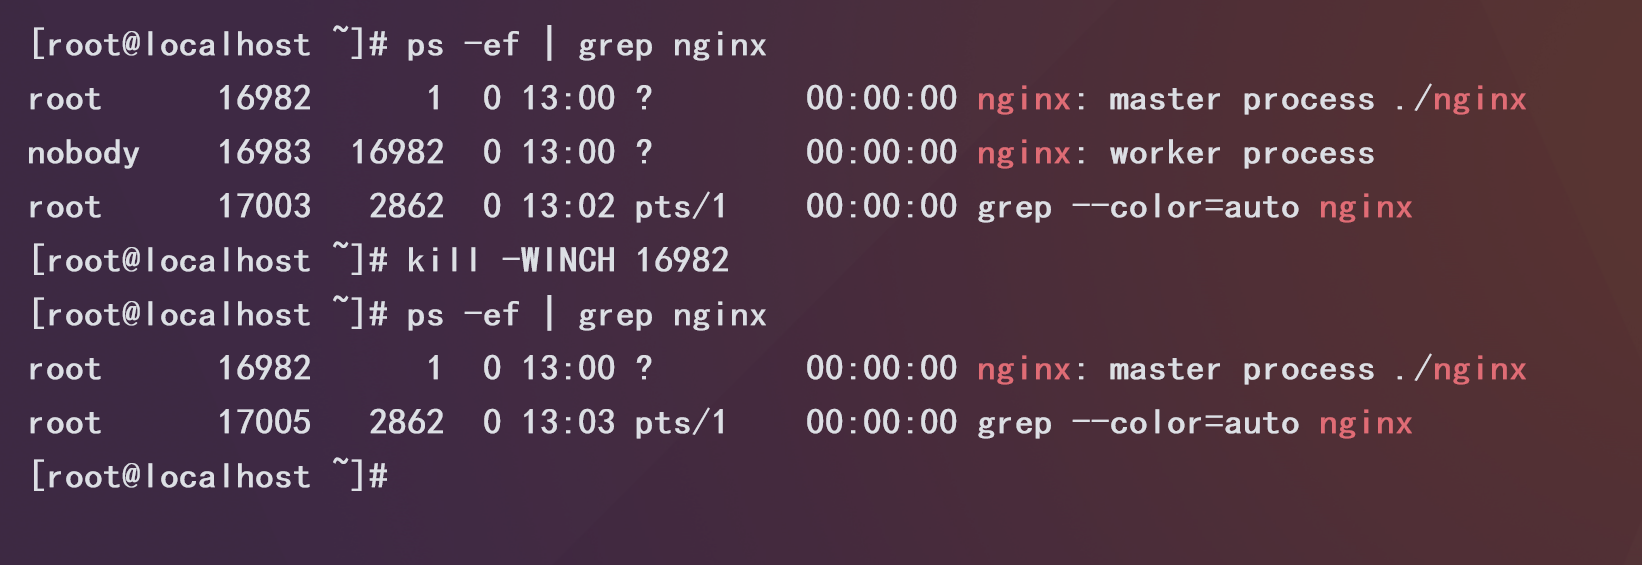 [root@localhost ~]# ps -ef | grep nginx
root      16982      1  0 13:00 ?        00:00:00 nginx: master process ./nginx
nobody    16983  16982  0 13:00 ?        00:00:00 nginx: worker process
root      17003   2862  0 13:02 pts/1    00:00:00 grep --color=auto nginx
[root@localhost ~]# kill -WINCH 16982
[root@localhost ~]# ps -ef | grep nginx
root      16982      1  0 13:00 ?        00:00:00 nginx: master process ./nginx
root      17005   2862  0 13:03 pts/1    00:00:00 grep --color=auto nginx
[root@localhost ~]#